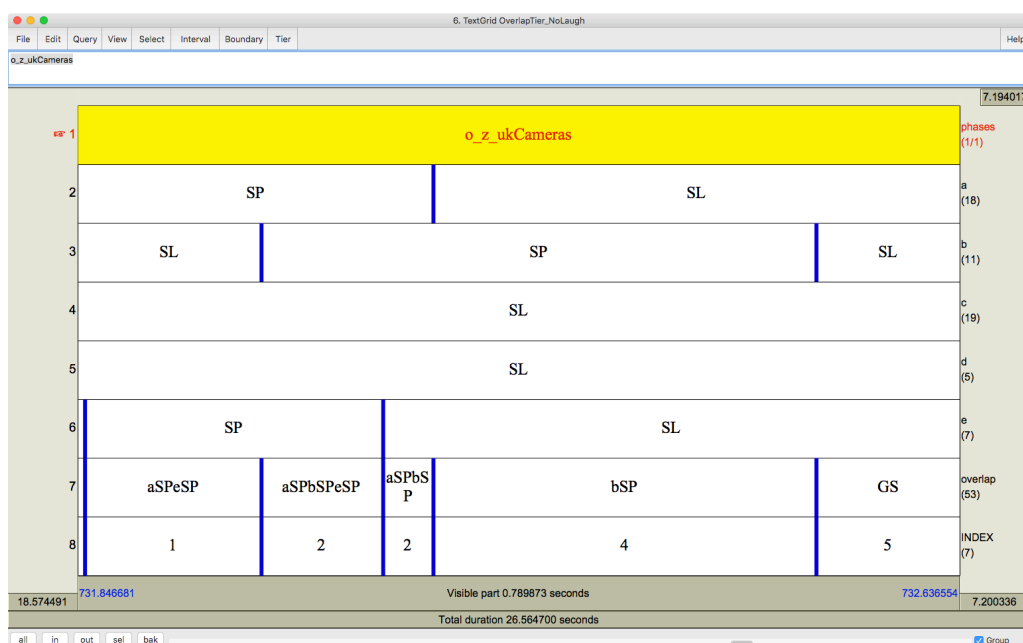 6. TextGrid OverlapTier_NoLaugh
File Edit Query View Select Interval Boundary Tier Help
o_z_ukCameras
7.194017
1 o_z_ukCameras phases
(1/1)
2 SP SL a
(18)
3 SL SP SL b
(11)
4 SL c
(19)
5 SL d
(5)
6 SP SL e
(7)
7 aSPeSP aSPbSPeSP aSPbS
P bSP GS overlap
(53)
8 1 2 2 4 5 INDEX
(7)
18.574491 731.846681 Visible part 0.789873 seconds 732.636554 7.200336
Total duration 26.564700 seconds
all in out sel bak Group